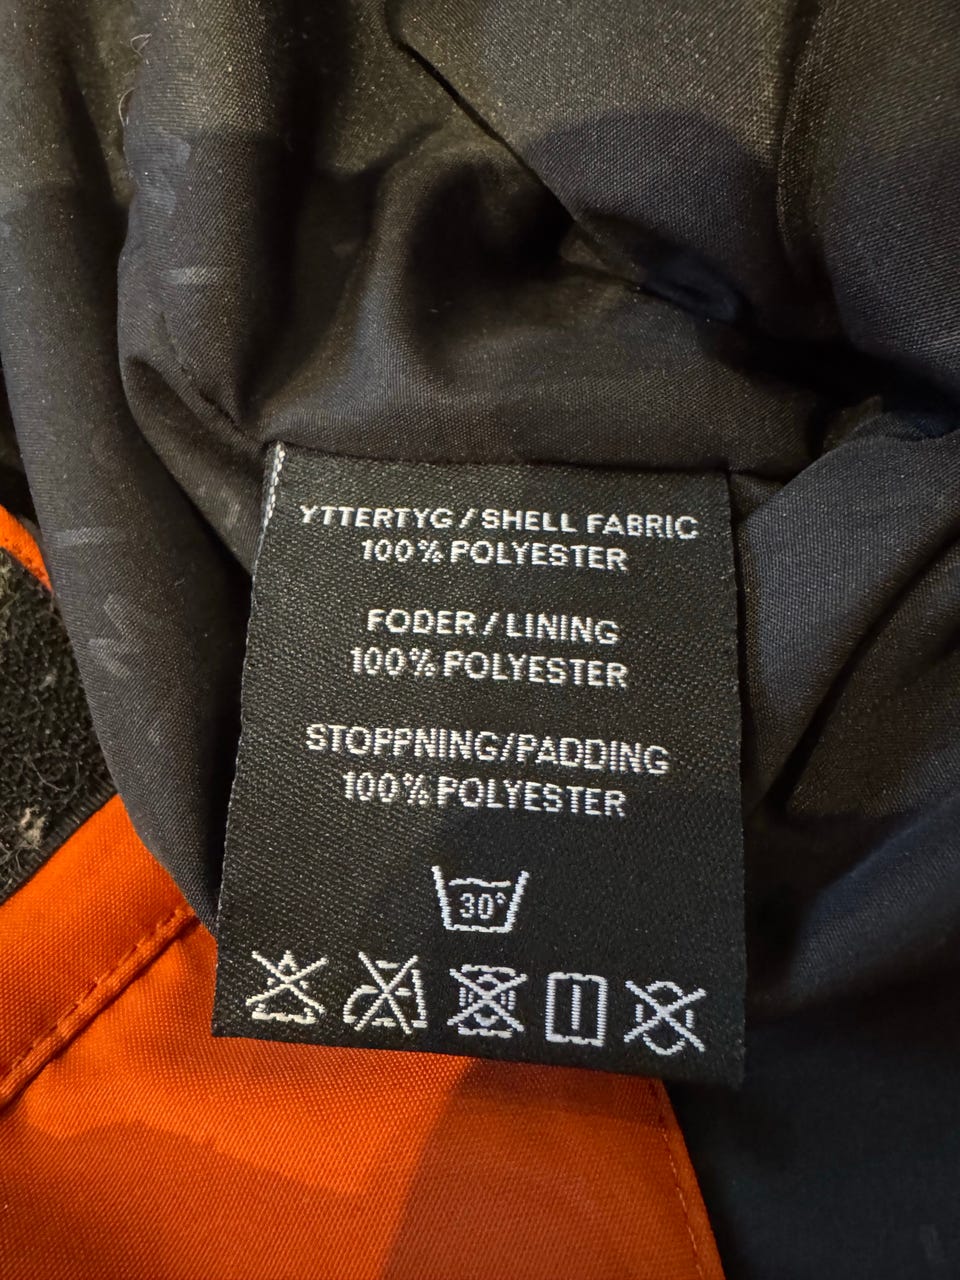 YTTERTYG / SHELL FABRIC
100% POLYESTER
FODER / LINING
100% POLYESTER
STOPPNING/PADDING
100% POLYESTER
30°